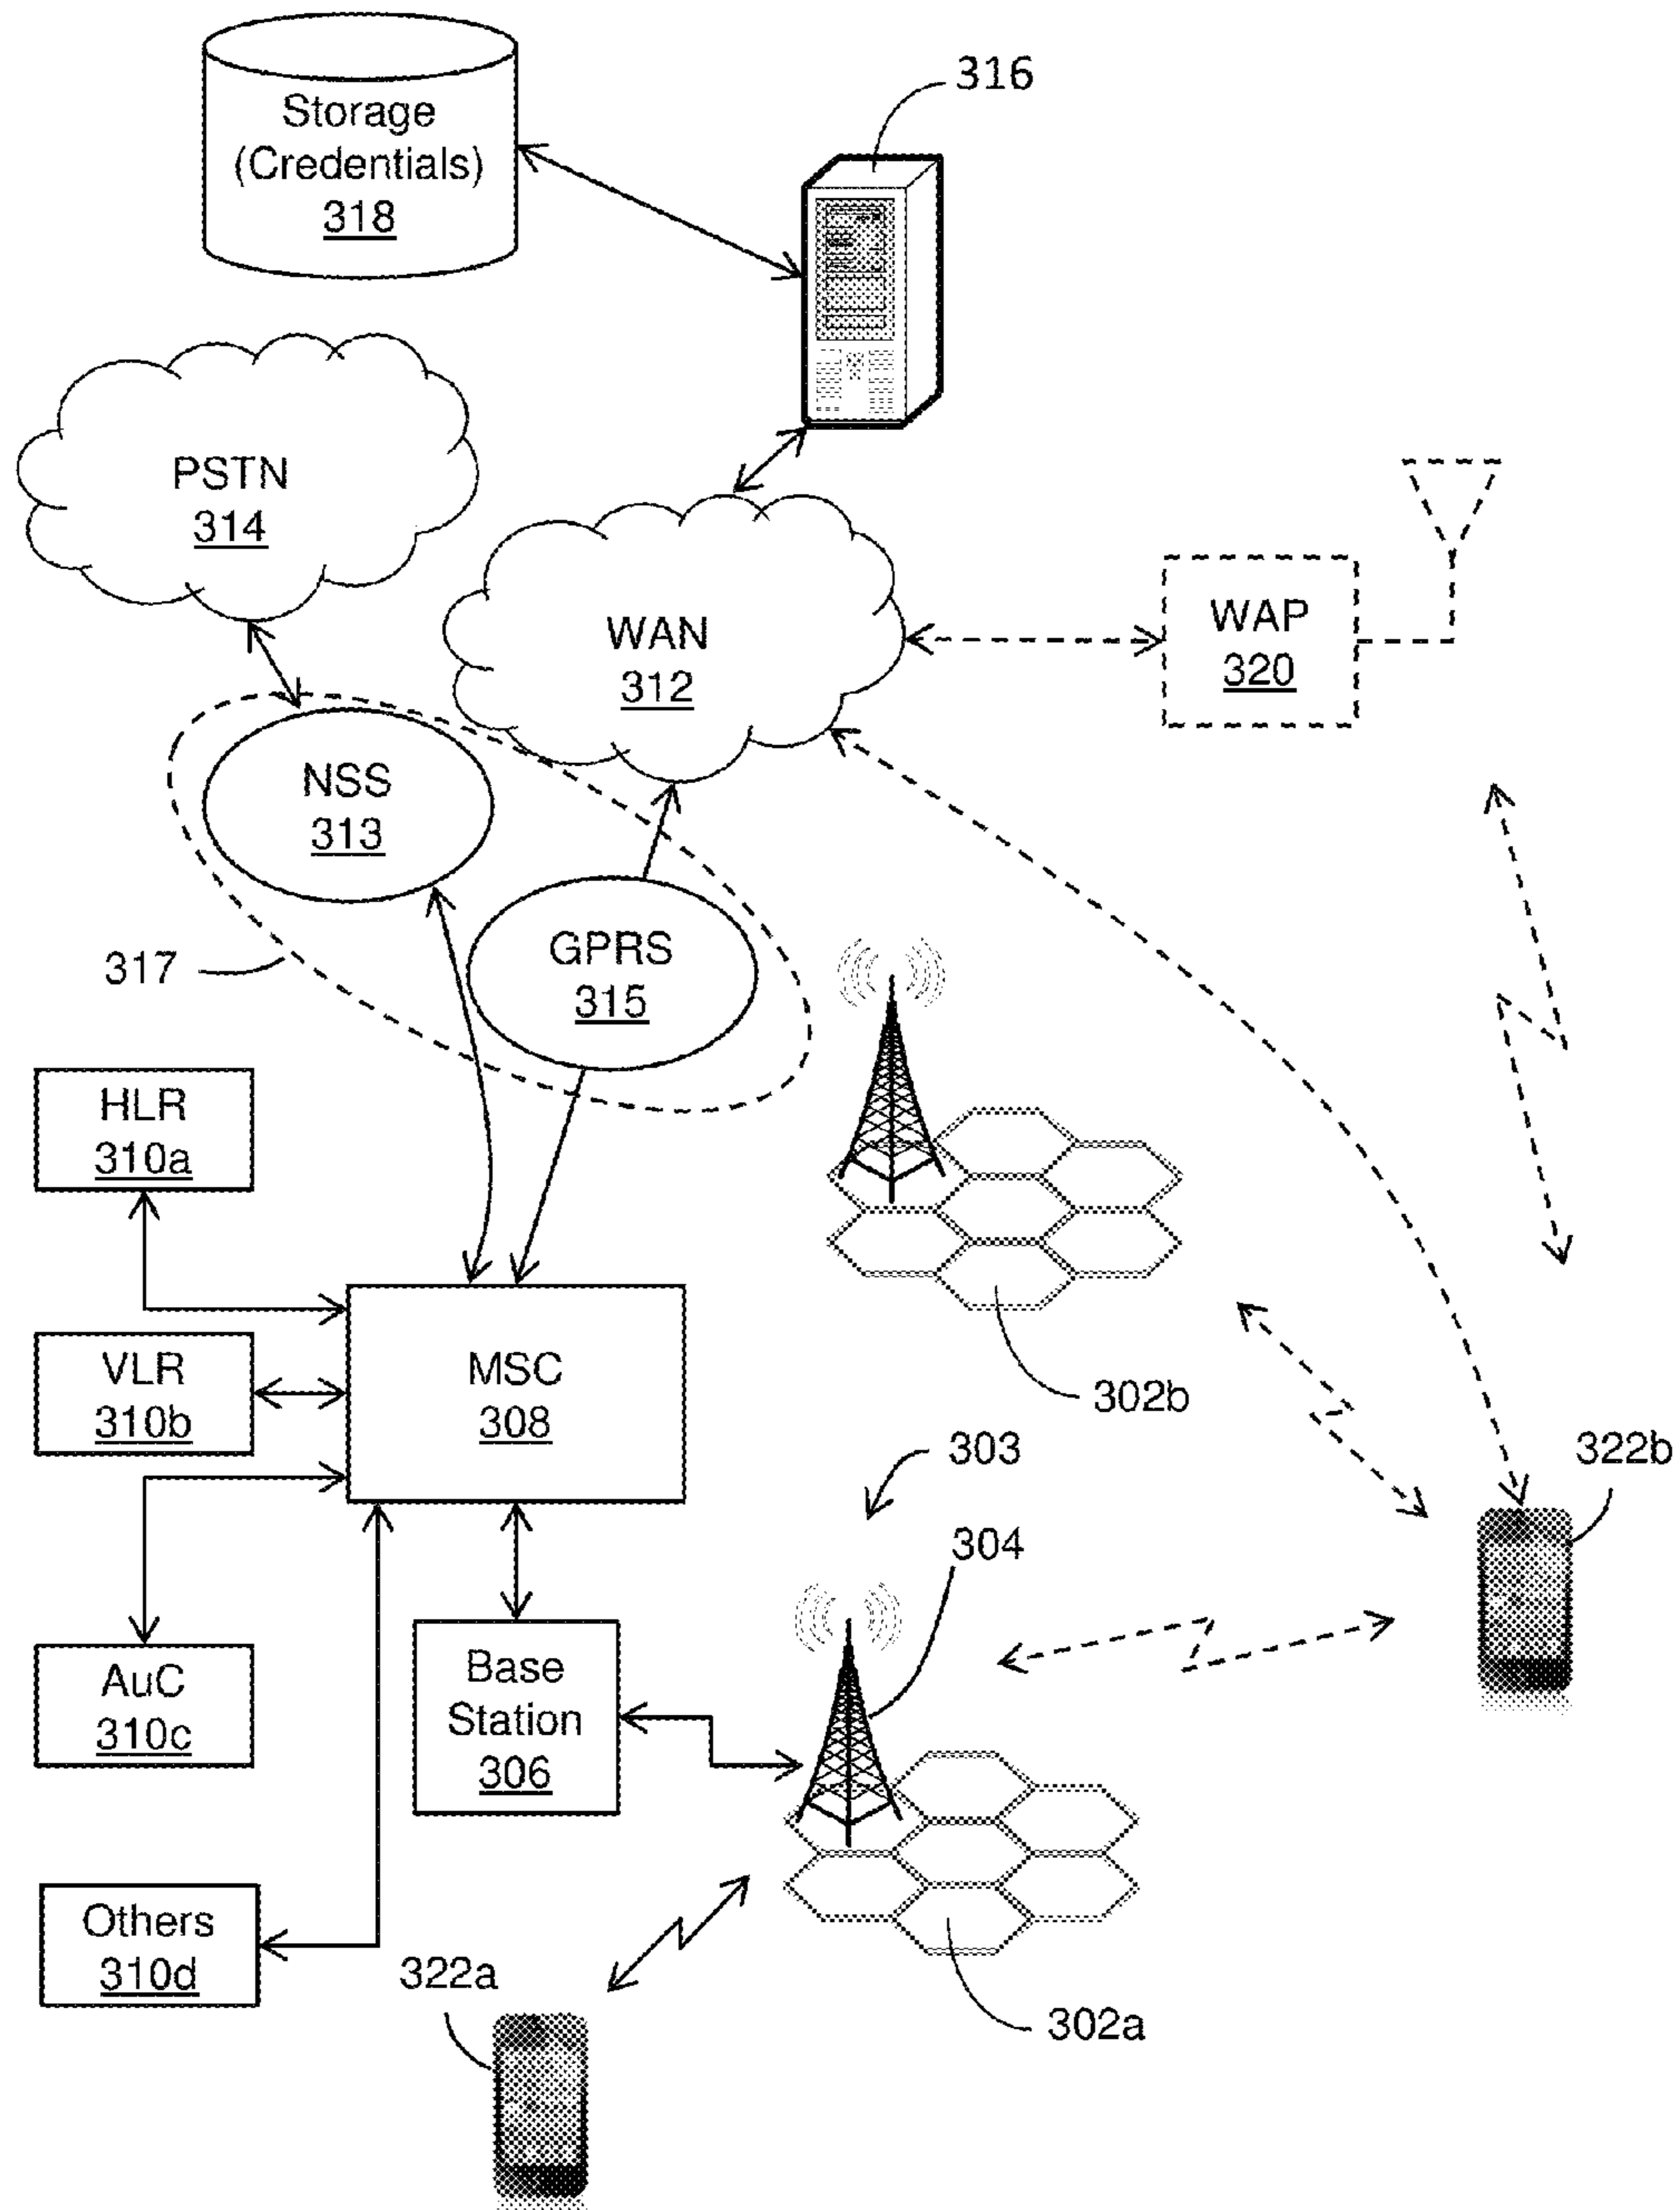 316
Storage
(Credentials)
318
PSTN
314
WAN
312
WAP
320
NSS
313
GPRS
315
317
HLR
310a
VLR
310b
MSC
308
302b
303
304
322b
AuC
310c
Base
Station
306
Others
310d
322a
302a